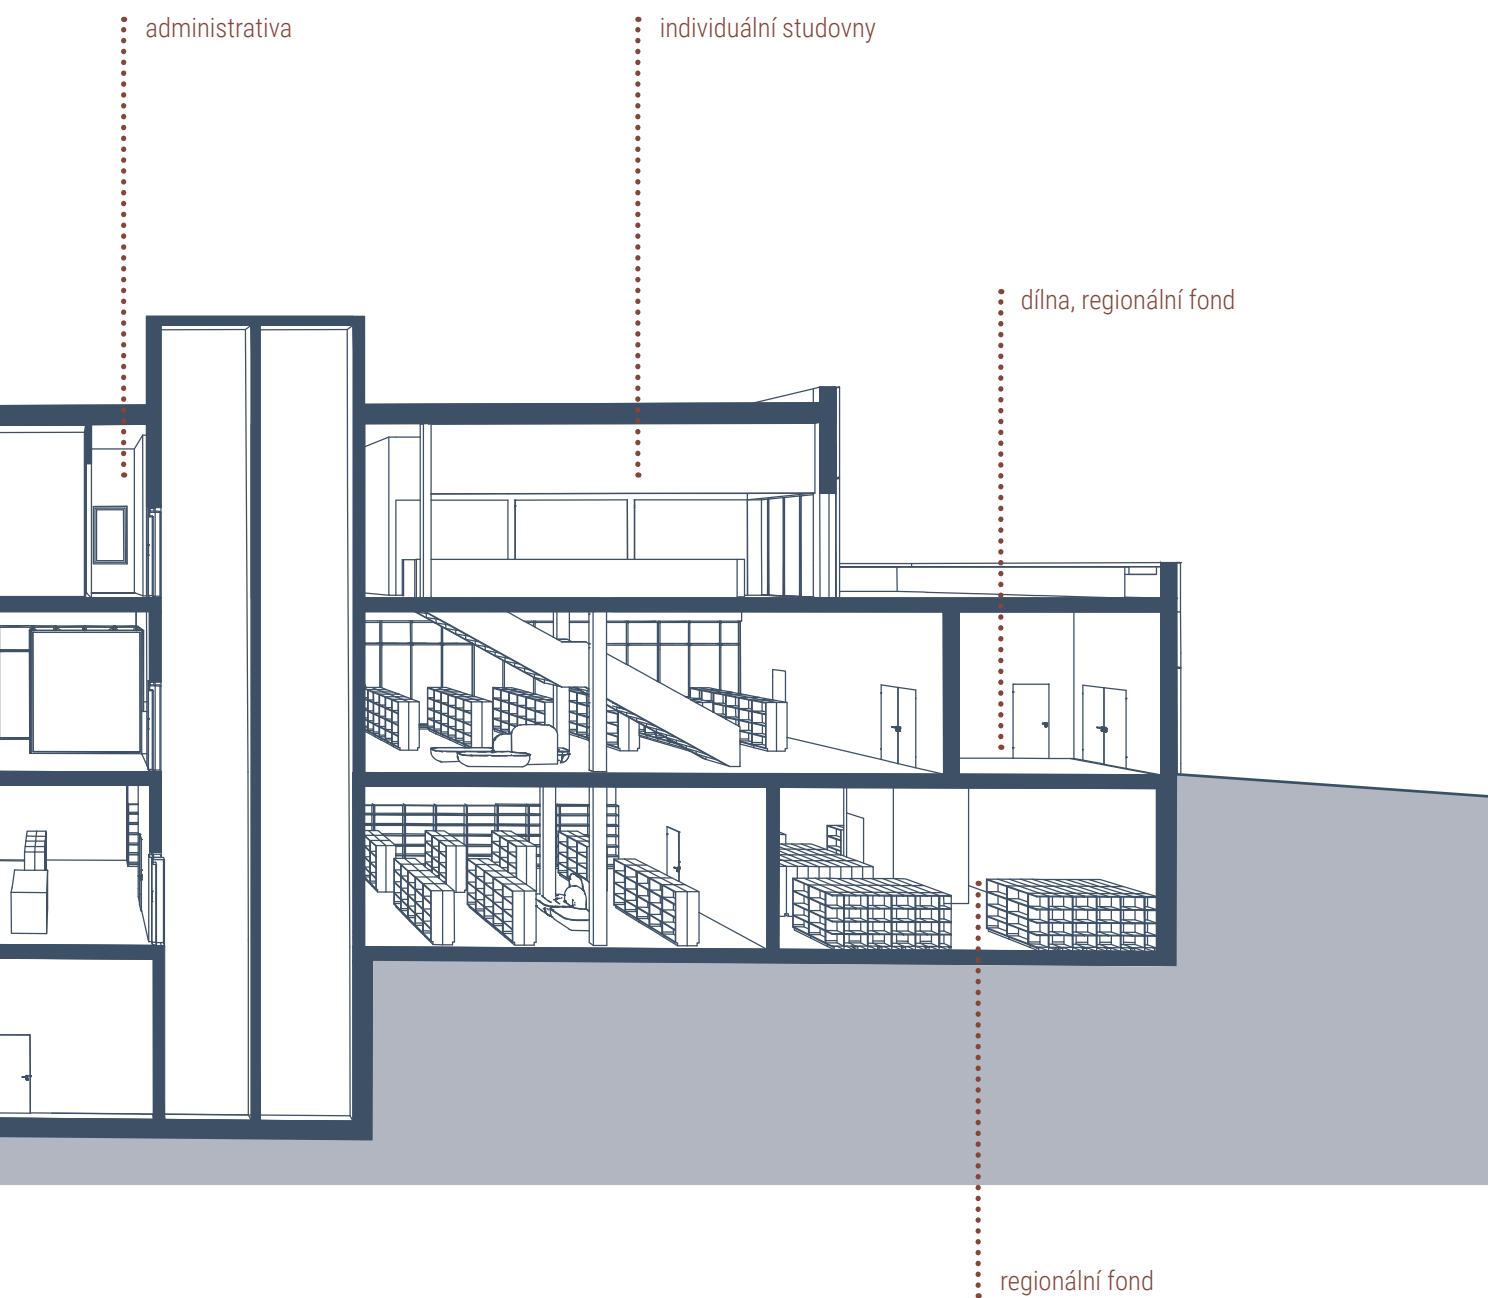 administrativa
individuální studovny
dílna, regionální fond
regionální fond